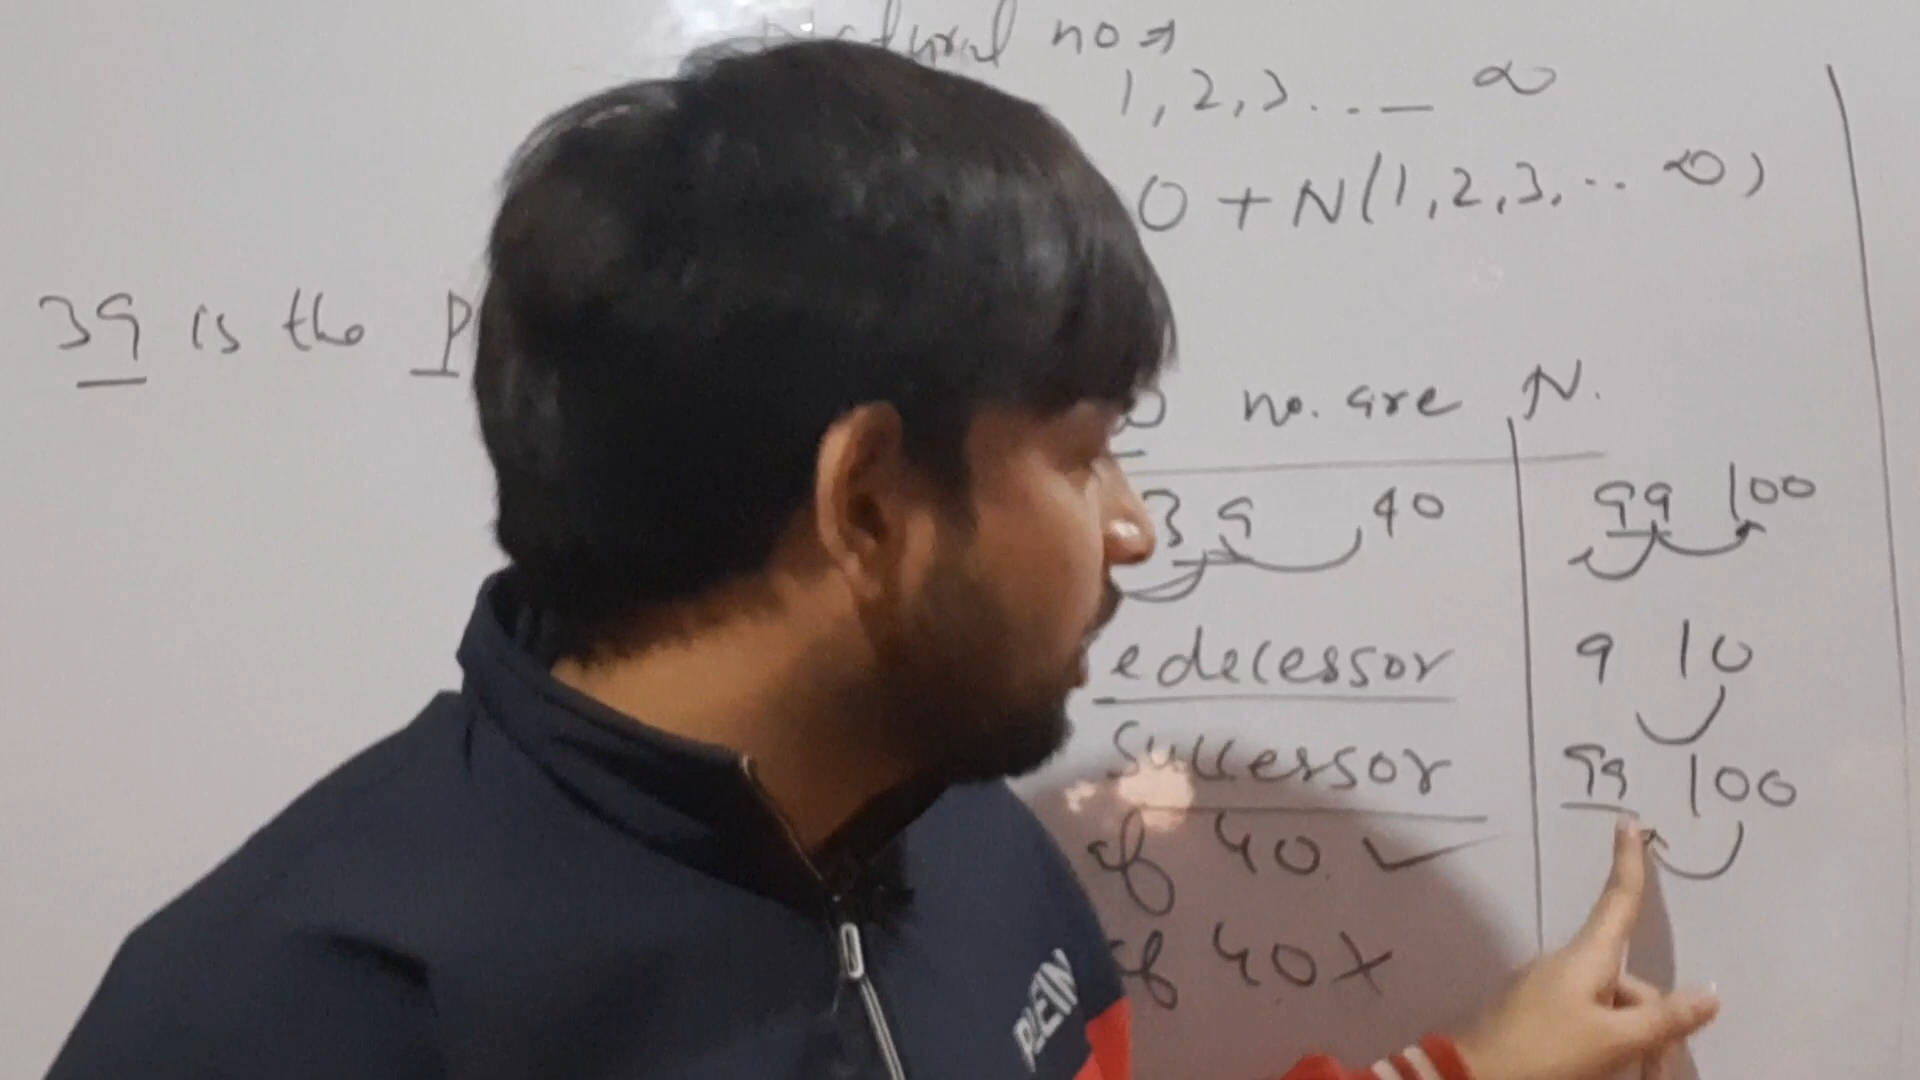 Natural no ⇒
1, 2, 3 . . . — ∞
0 + N (1, 2, 3, . . . ∞)
39 is the P
no. are N.
39 40
99 100
edecessor
9 10
Successor
99 100
of 40 ✓
of 40 ✗
PLEIN